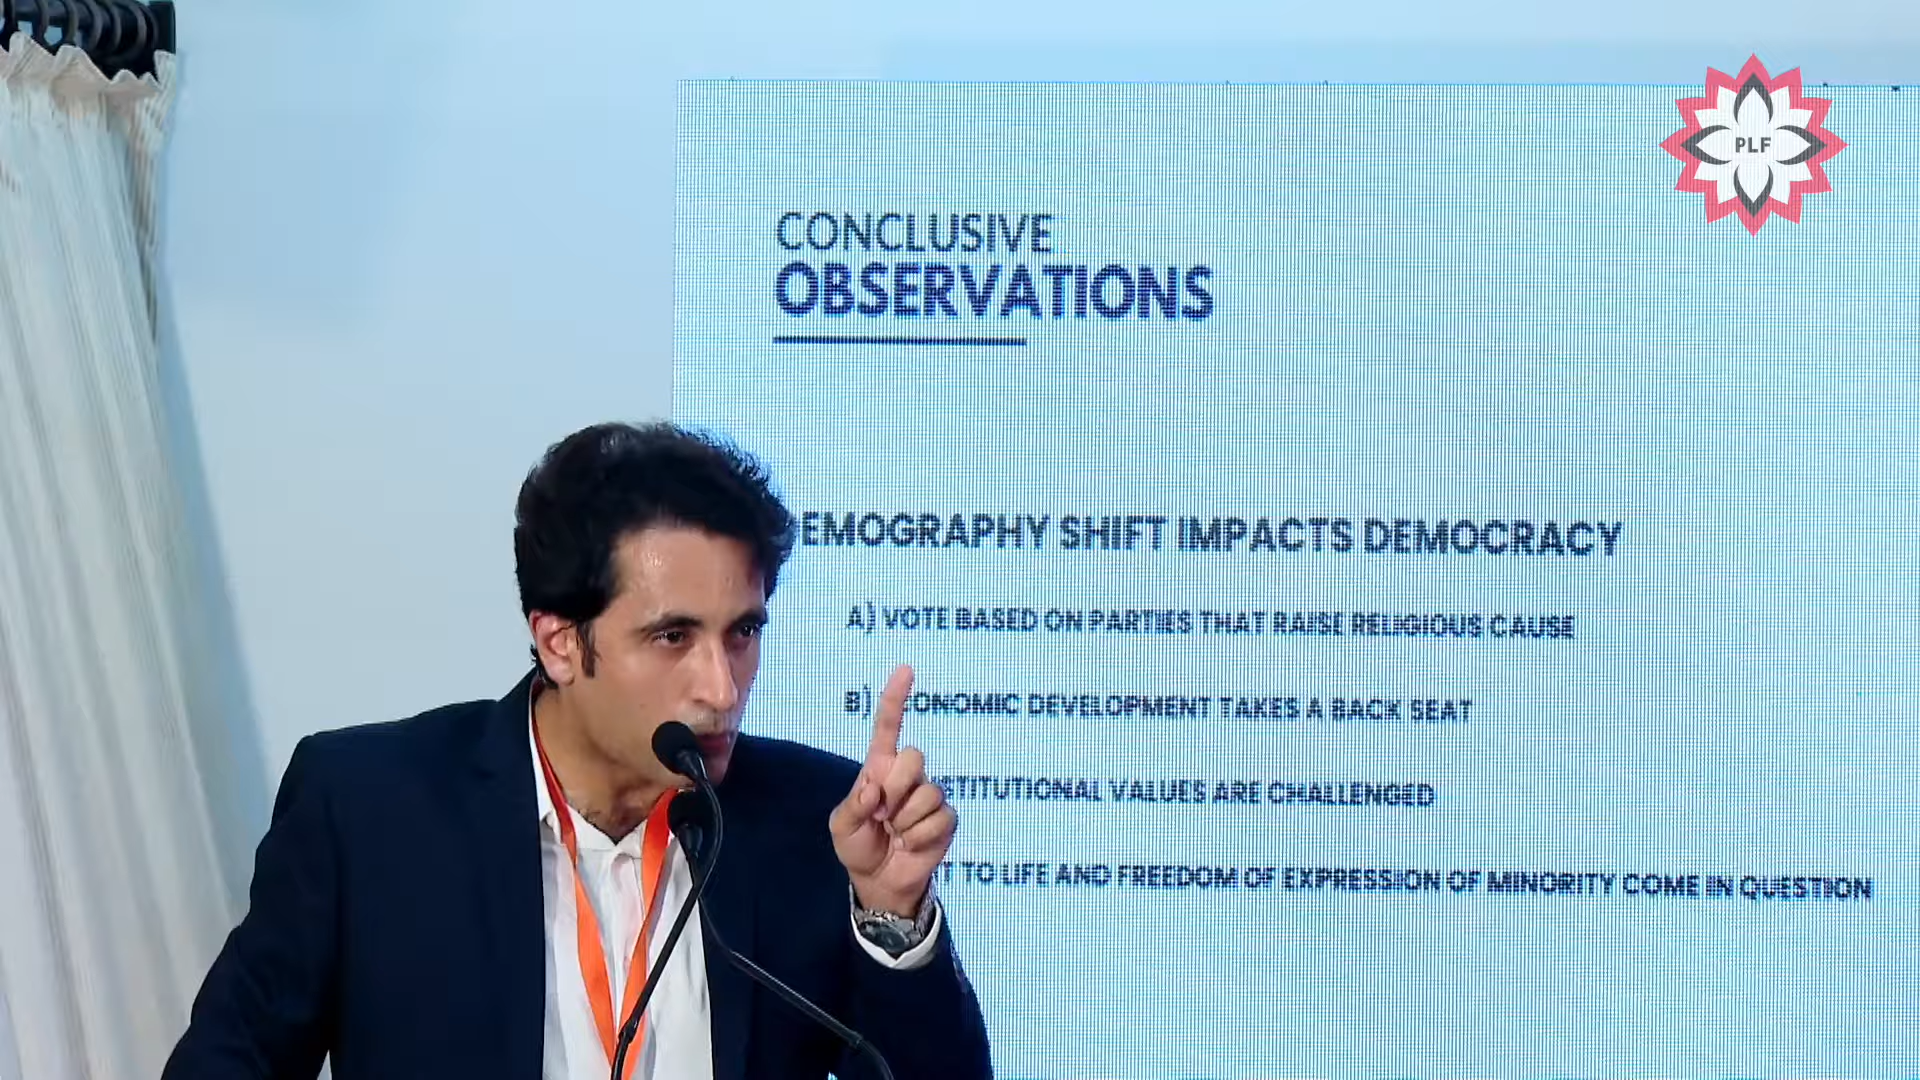 PLF
CONCLUSIVE
OBSERVATIONS
EMOGRAPHY SHIFT IMPACTS DEMOCRACY
A) VOTE BASED ON PARTIES THAT RAISE RELIGIOUS CAUSE
B) ONOMIC DEVELOPMENT TAKES A BACK SEAT
STITUTIONAL VALUES ARE CHALLENGED
T TO LIFE AND FREEDOM OF EXPRESSION OF MINORITY COME IN QUESTION